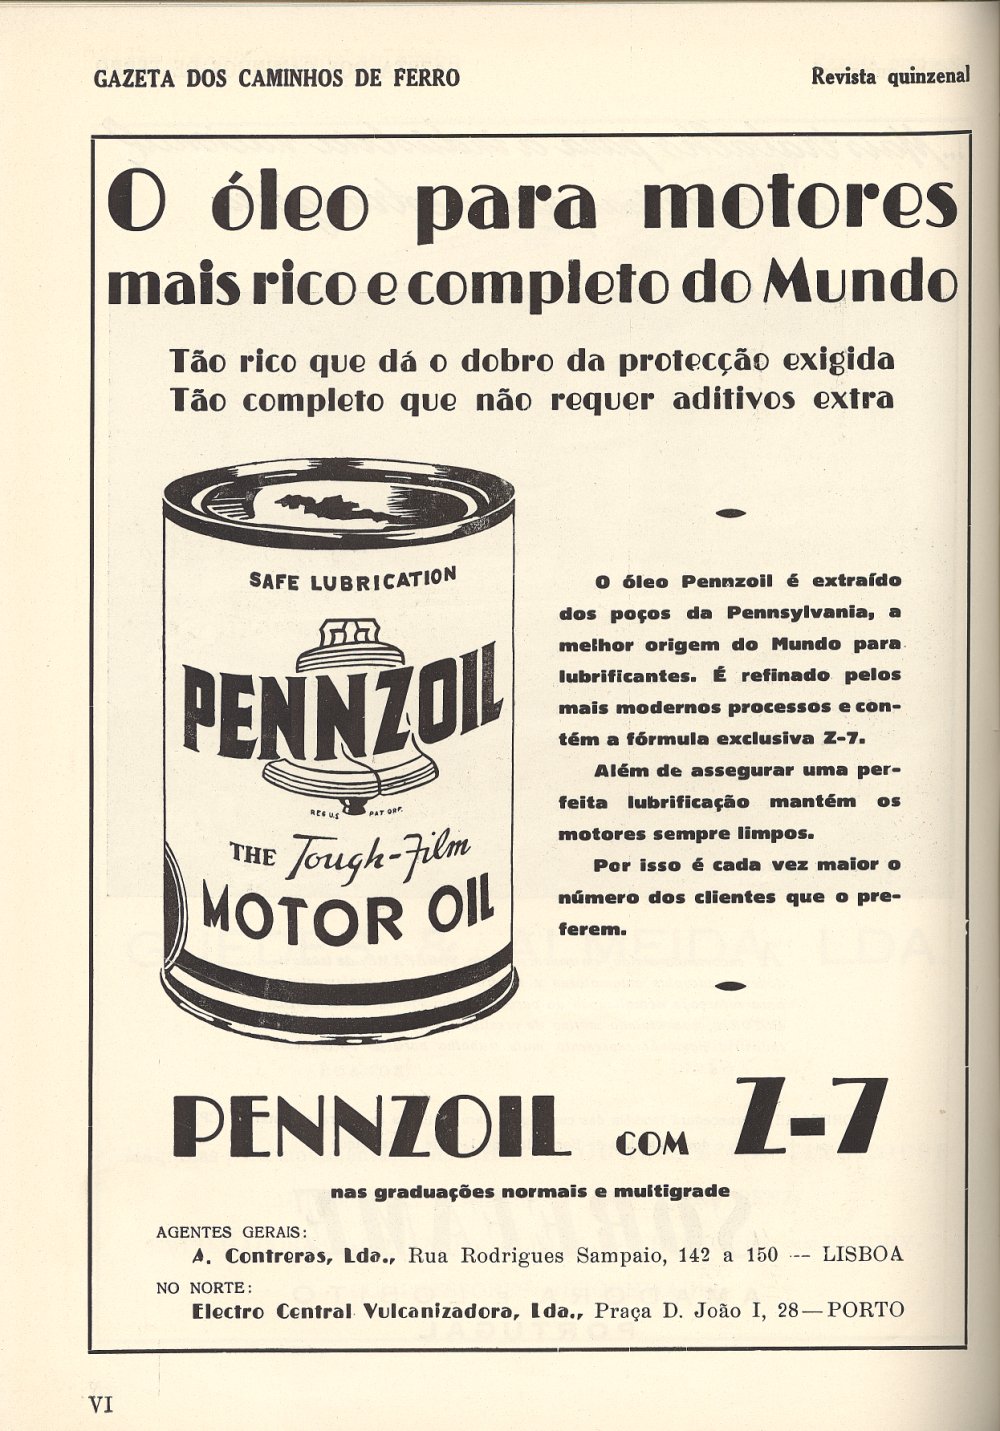 GAZETA DOS CAMINHOS DE FERRO
Revista quinzenal
O óleo para motores
mais rico e completo do Mundo
Tão rico que dá o dobro da protecção exigida
Tão completo que não requer aditivos extra
SAFE LUBRICATION
PENNZOIL
REG U.S PAT OFF.
THE Tough-Film
MOTOR OIL
O óleo Pennzoil é extraído
dos poços da Pennsylvania, a
melhor origem do Mundo para
lubrificantes. É refinado pelos
mais modernos processos e con-
tém a fórmula exclusiva Z-7.
Além de assegurar uma per-
feita lubrificação mantém os
motores sempre limpos.
Por isso é cada vez maior o
número dos clientes que o pre-
ferem.
PENNZOIL COM Z-7
nas graduações normais e multigrade
AGENTES GERAIS:
A. Contreras, Lda., Rua Rodrigues Sampaio, 142 a 150 -- LISBOA
NO NORTE:
Electro Central Vulcanizadora, Lda., Praça D. João I, 28—PORTO
VI